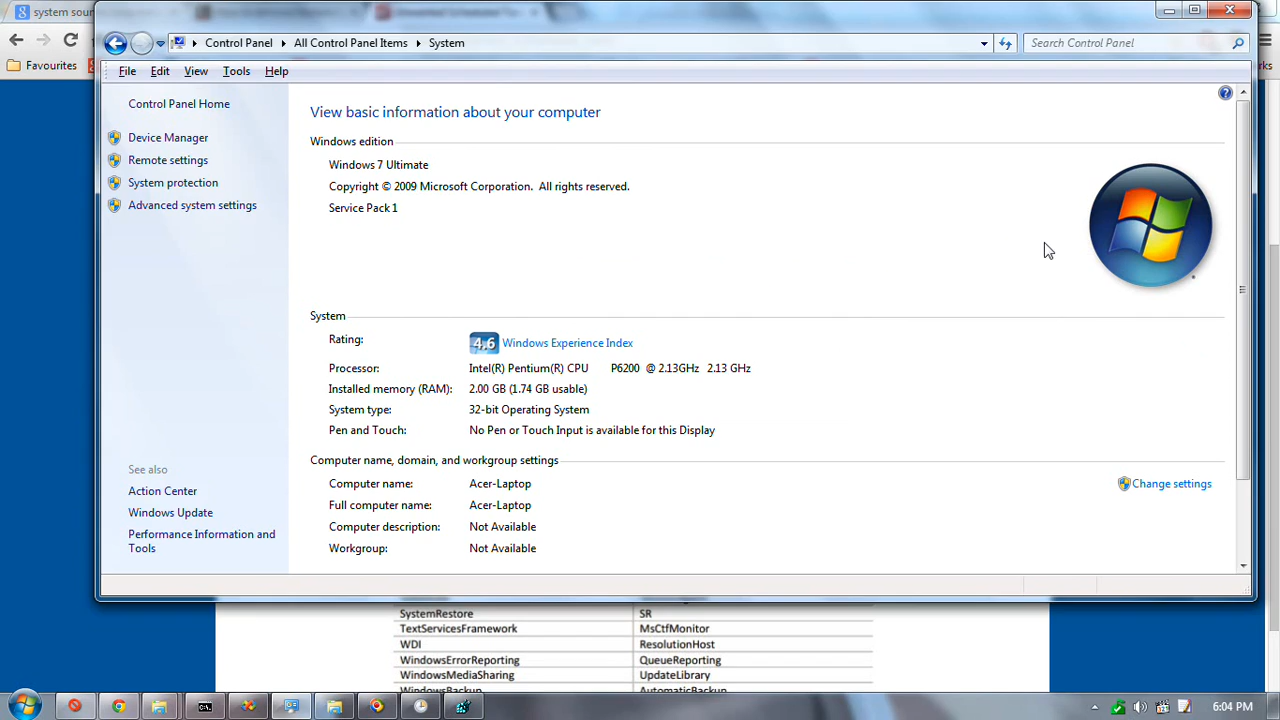 system sour
Control Panel
All Control Panel Items
System
Search Control Panel
Favourites
File Edit View Tools Help
Control Panel Home
Device Manager
Remote settings
System protection
Advanced system settings
View basic information about your computer
Windows edition
Windows 7 Ultimate
Copyright © 2009 Microsoft Corporation. All rights reserved.
Service Pack 1
System
Rating: 4.6 Windows Experience Index
Processor: Intel(R) Pentium(R) CPU P6200 @ 2.13GHz 2.13 GHz
Installed memory (RAM): 2.00 GB (1.74 GB usable)
System type: 32-bit Operating System
Pen and Touch: No Pen or Touch Input is available for this Display
Computer name, domain, and workgroup settings
Computer name: Acer-Laptop
Change settings
Full computer name: Acer-Laptop
Computer description: Not Available
Workgroup: Not Available
See also
Action Center
Windows Update
Performance Information and
Tools
SystemRestore SR
TextServicesFramework MsCtfMonitor
WDI ResolutionHost
WindowsErrorReporting QueueReporting
WindowsMediaSharing UpdateLibrary
WindowsBackup AutomaticBackup
6:04 PM